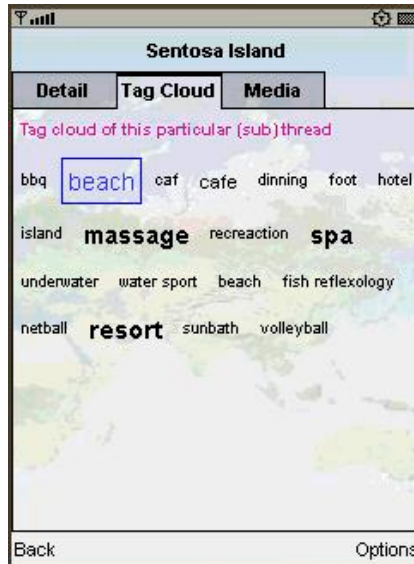 Sentosa Island
Detail Tag Cloud Media
Tag cloud of this particular (sub)thread
bbq beach caf cafe dinning foot hotel
island massage recreaction spa
underwater water sport beach fish reflexology
netball resort sunbath volleyball
Back Options